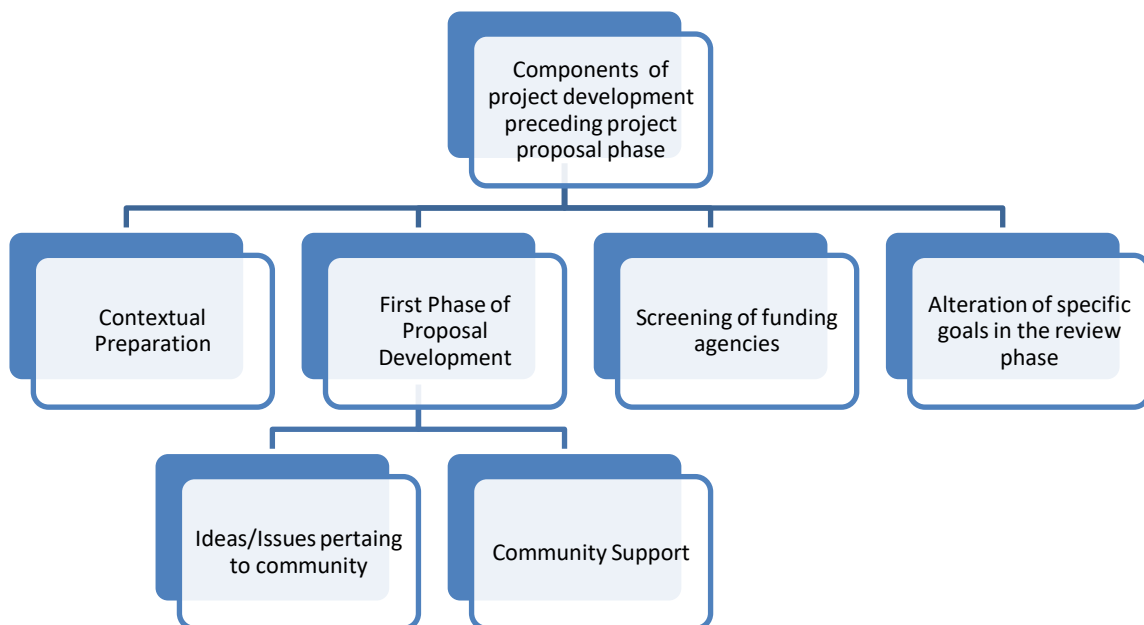 Components of
project development
preceding project
proposal phase
Contextual
Preparation
First Phase of
Proposal
Development
Screening of funding
agencies
Alteration of specific
goals in the review
phase
Ideas/Issues pertaing
to community
Community Support